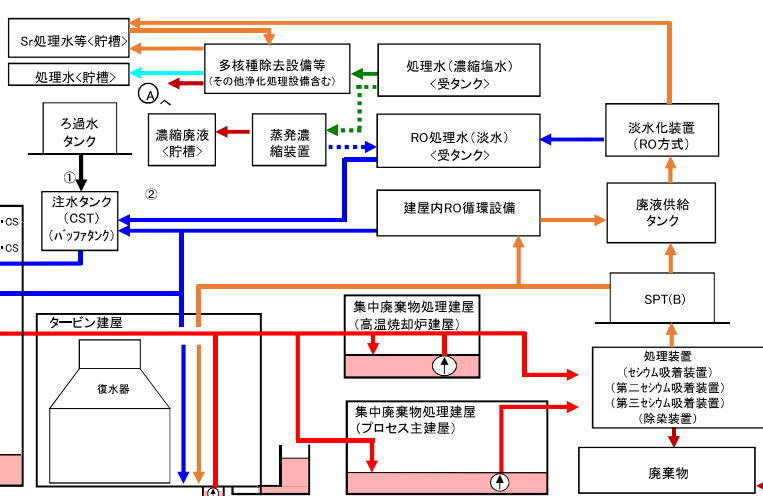 Sr処理水等<貯槽>
処理水<貯槽>
多核種除去設備等
(その他浄化処理設備含む)
処理水(濃縮塩水)
<受タンク>
A
へ
ろ過水
タンク
濃縮廃液
<貯槽>
蒸発濃
縮装置
RO処理水(淡水)
<受タンク>
淡水化装置
(RO方式)
①
②
注水タンク
(CST)
(バッファタンク)
建屋内RO循環設備
廃液供給
タンク
・CS
・CS
SPT(B)
タービン建屋
復水器
集中廃棄物処理建屋
(高温焼却炉建屋)
処理装置
(セシウム吸着装置)
(第二セシウム吸着装置)
(第三セシウム吸着装置)
(除染装置)
集中廃棄物処理建屋
(プロセス主建屋)
廃棄物